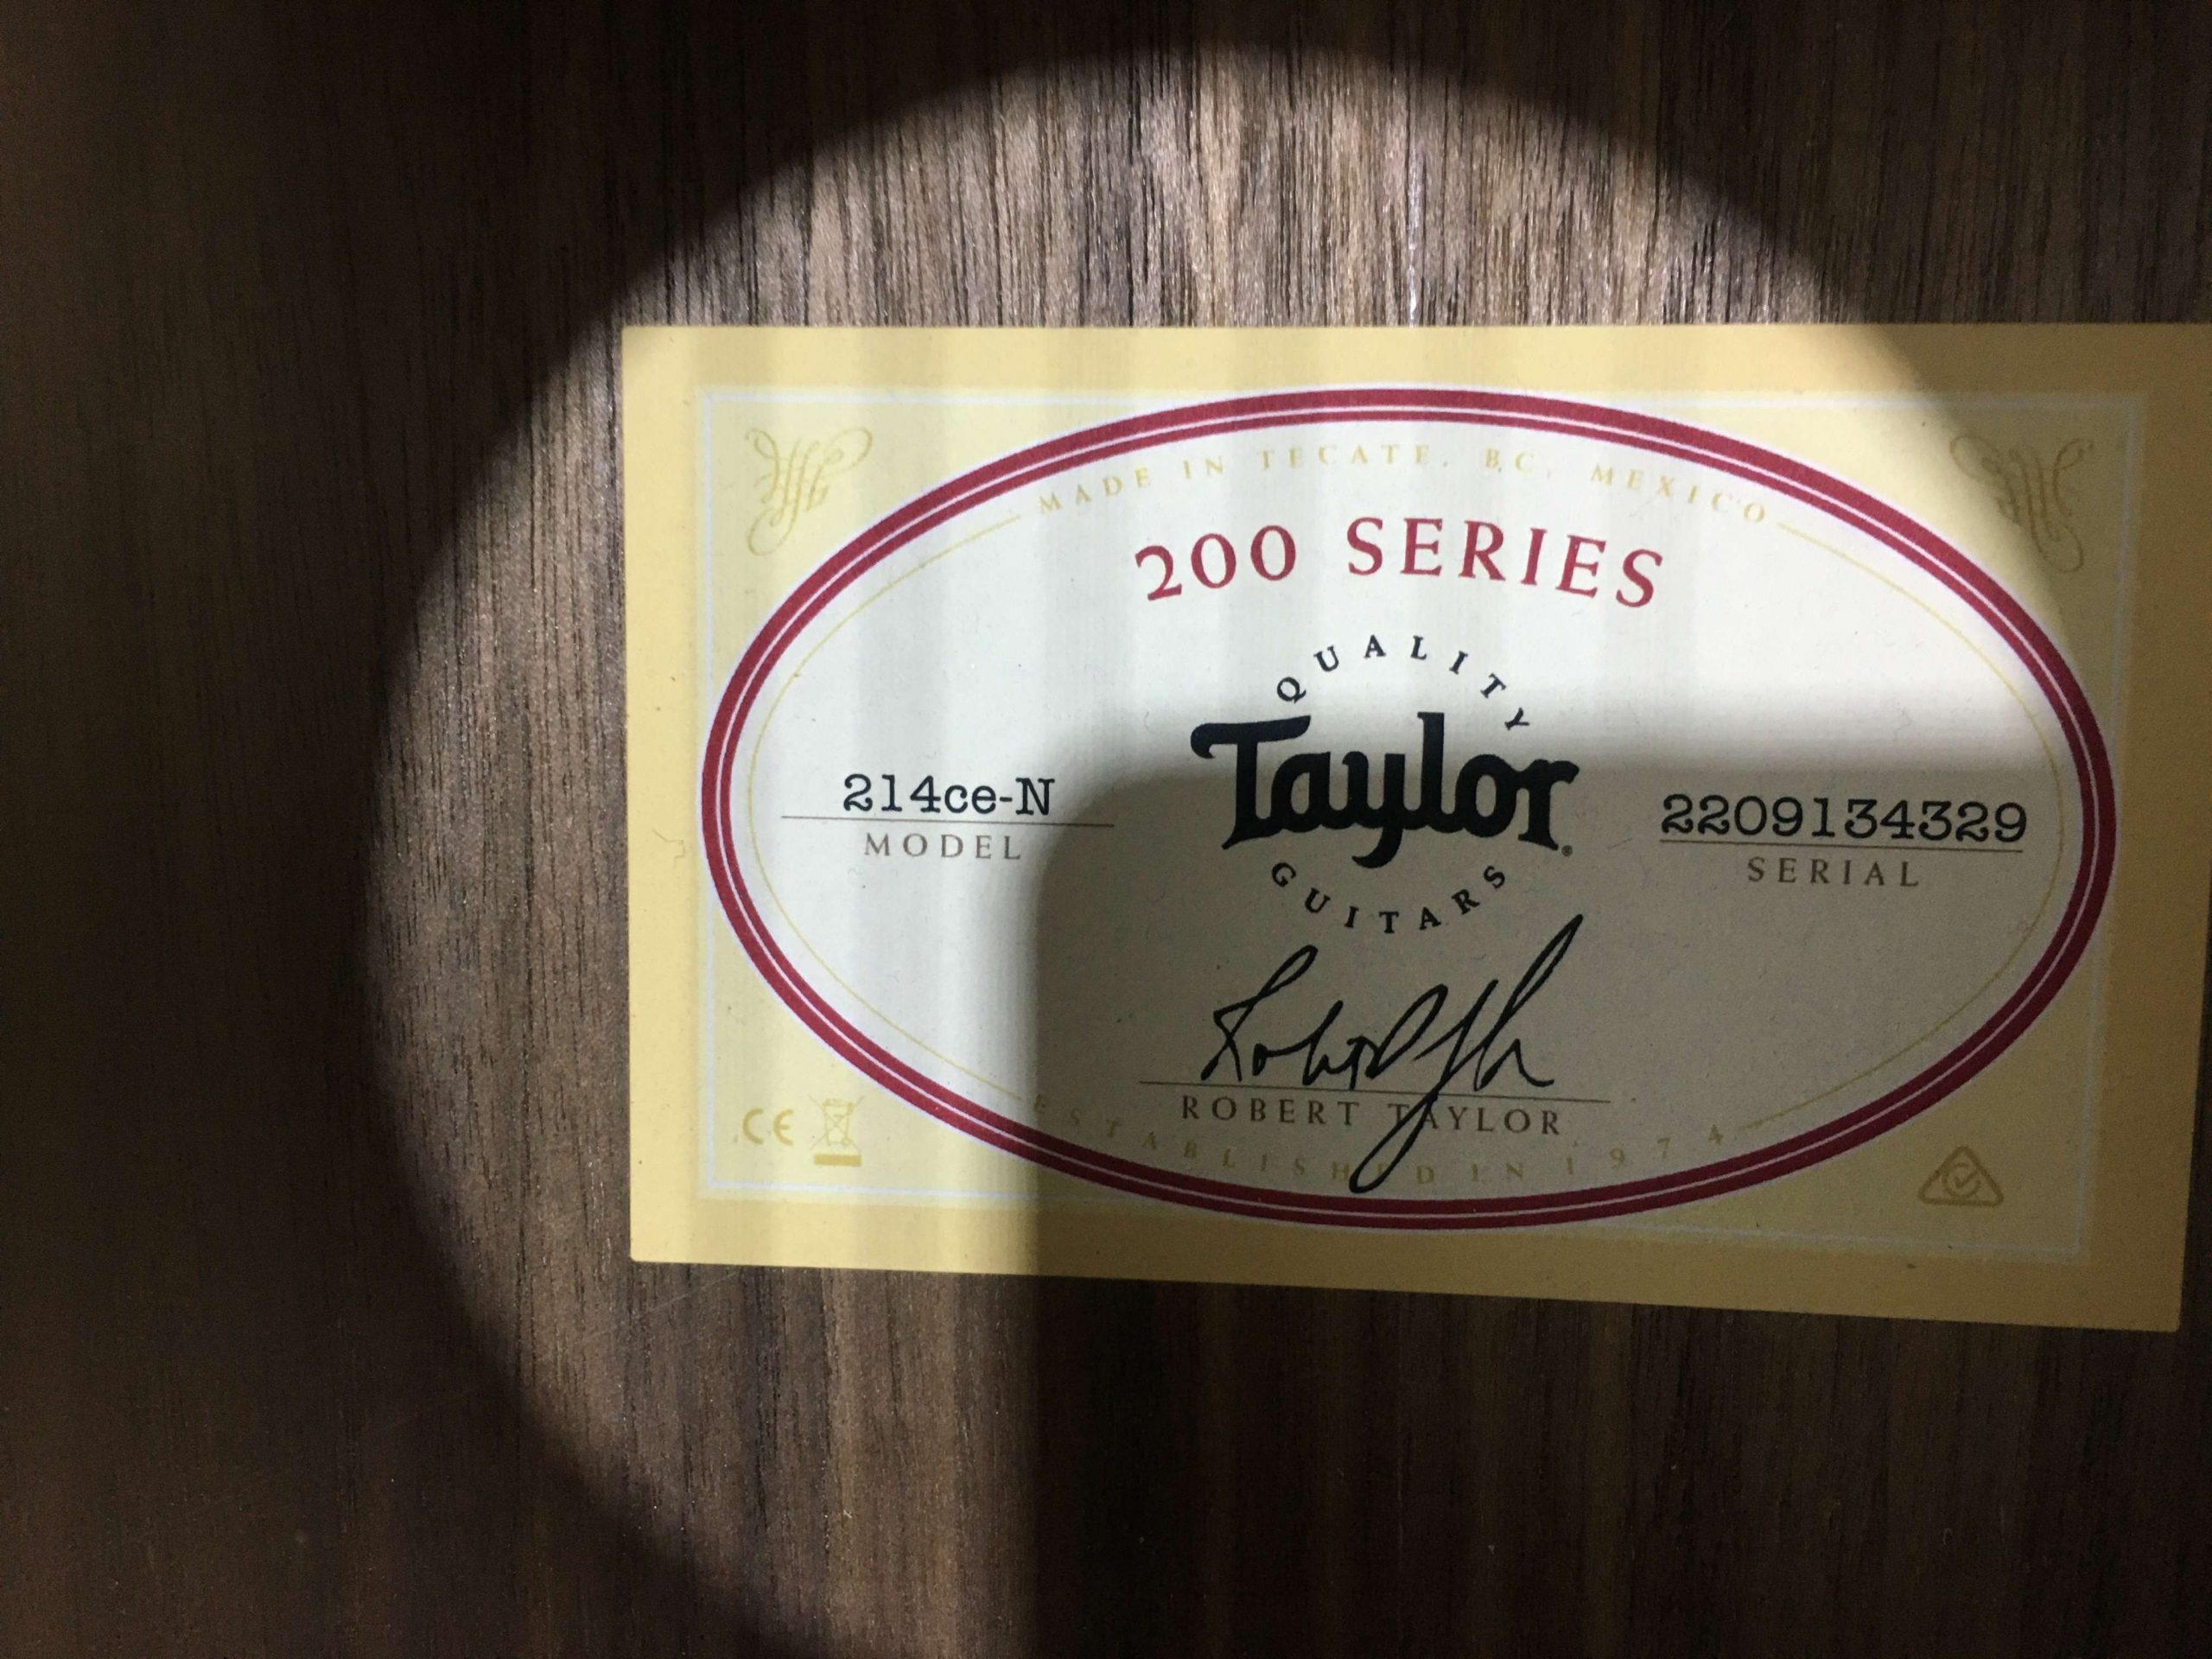 MADE IN TECATE, BC, MEXICO
200 SERIES
QUALITY
Taylor®
GUITARS
214ce-N
MODEL
2209134329
SERIAL
ROBERT TAYLOR
ESTABLISHED IN 1974
CE